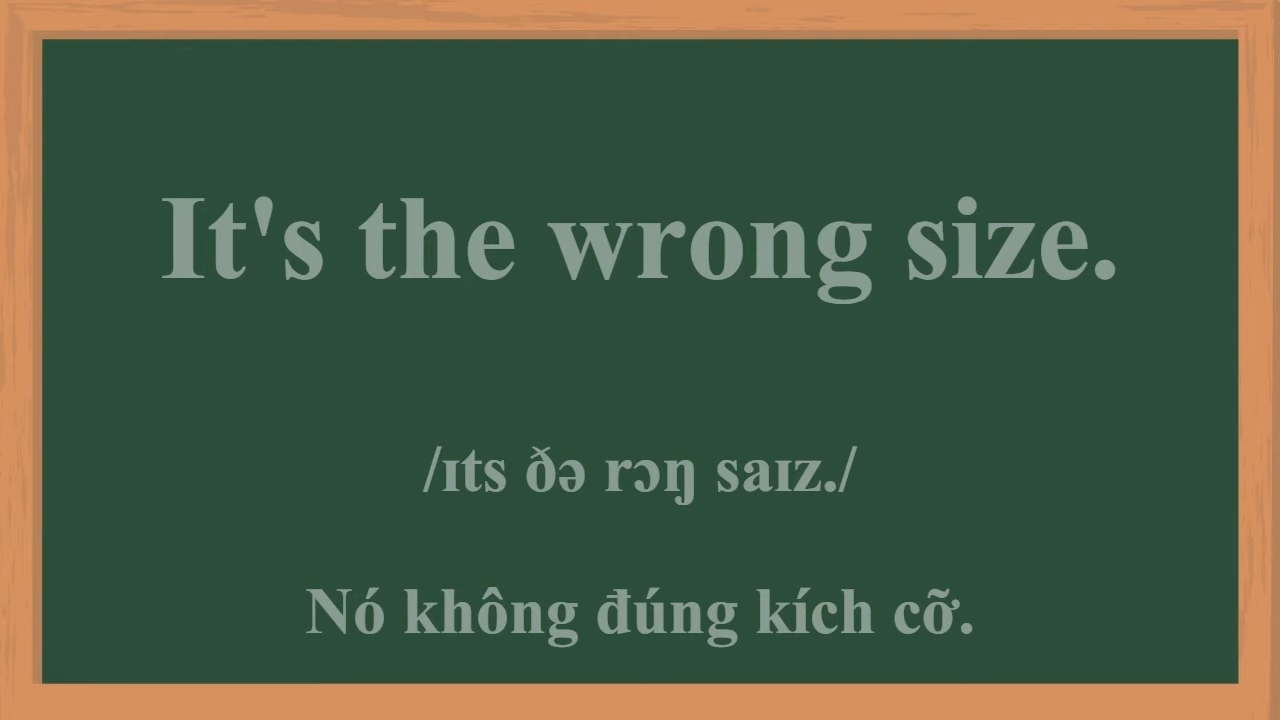 It's the wrong size.
/ɪts ðə rɔŋ saɪz./
Nó không đúng kích cỡ.